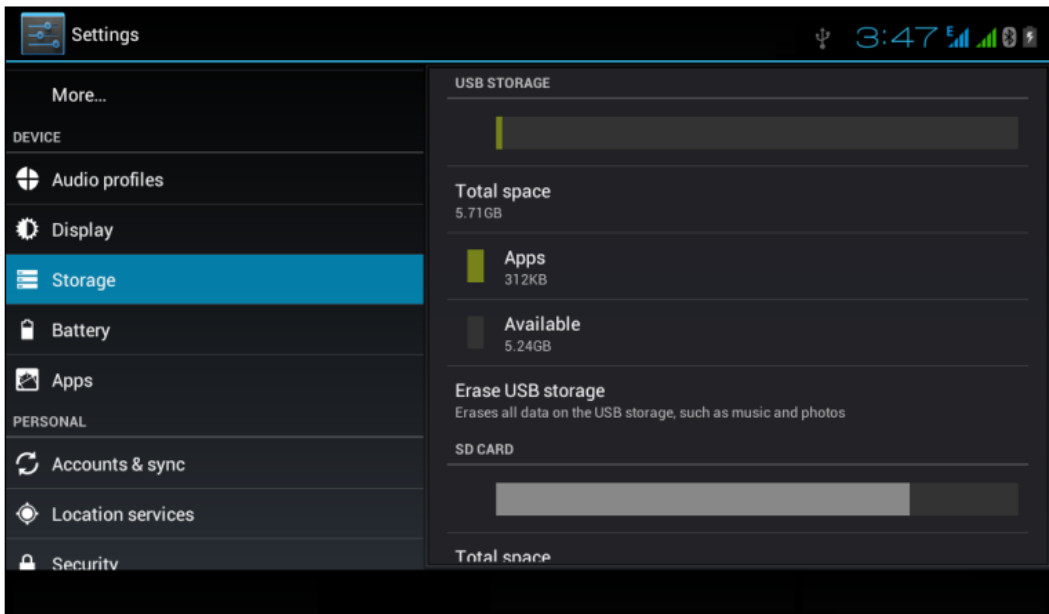 Settings
3:47
E
More...
DEVICE
Audio profiles
Display
Storage
Battery
Apps
PERSONAL
Accounts & sync
Location services
Security
USB STORAGE
Total space
5.71GB
Apps
312KB
Available
5.24GB
Erase USB storage
Erases all data on the USB storage, such as music and photos
SD CARD
Total space